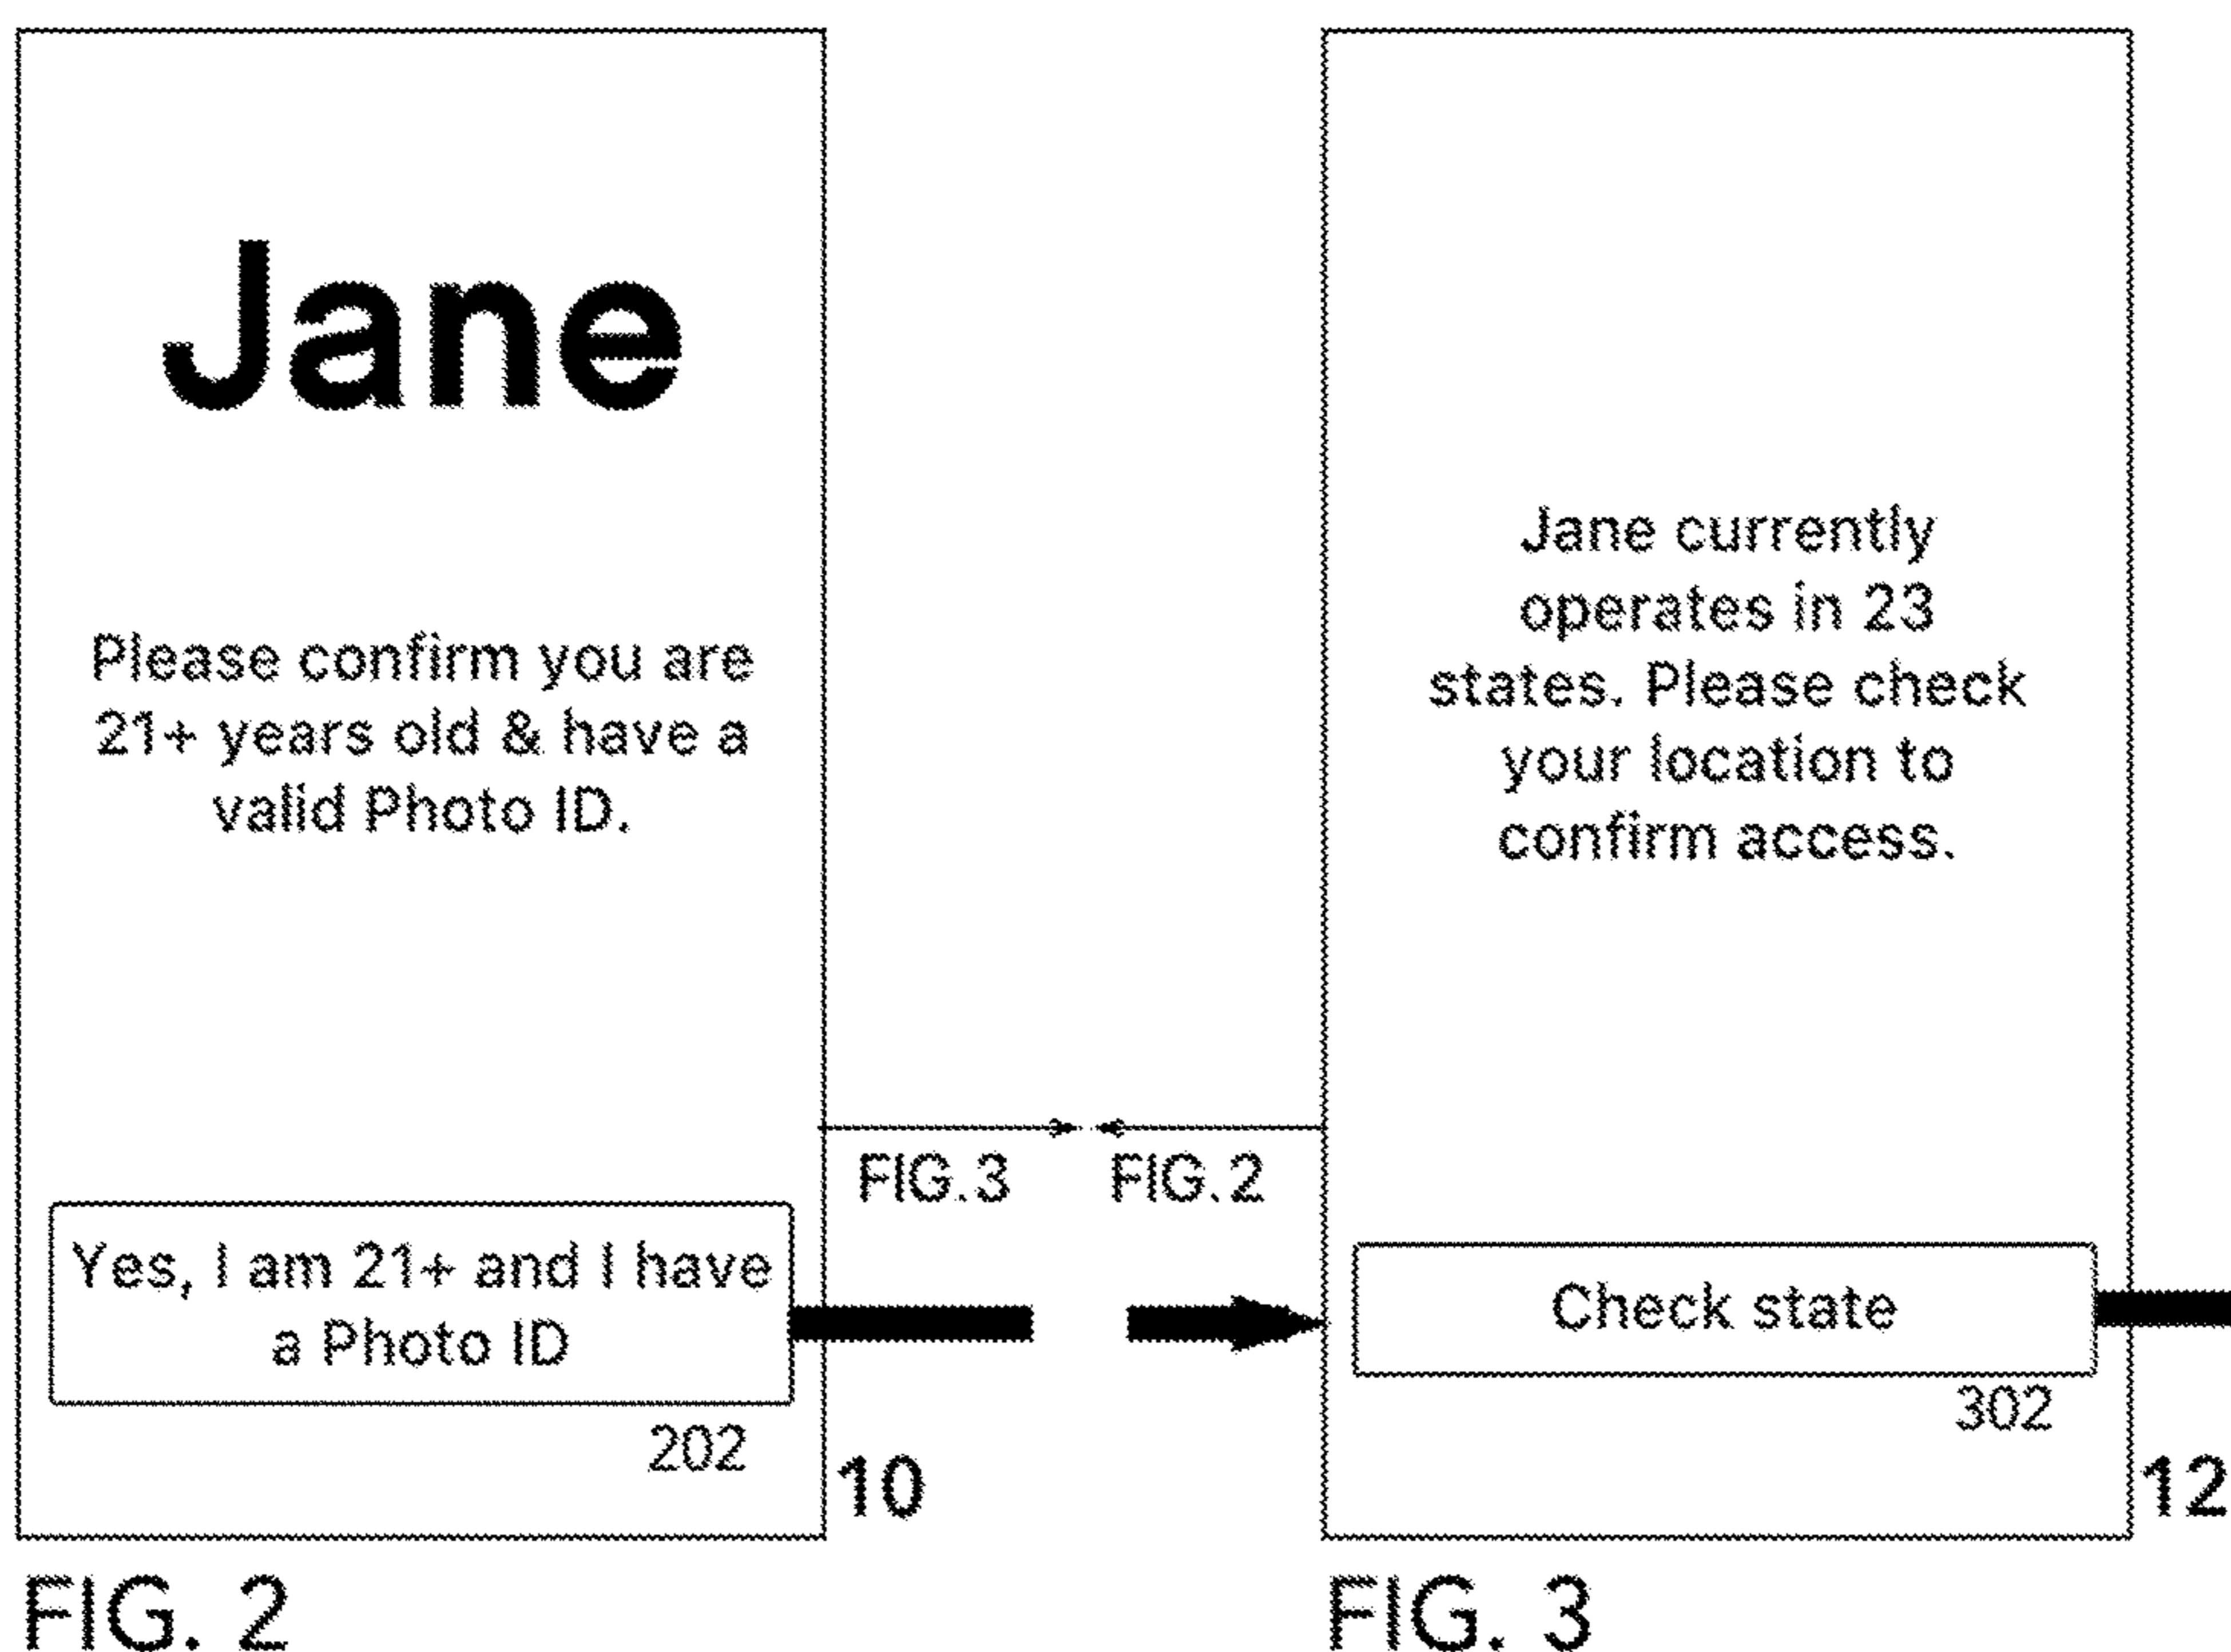 Jane
Please confirm you are
21+ years old & have a
valid Photo ID.
Yes, I am 21+ and I have
a Photo ID
202
10
FIG. 2
FIG.3
FIG.2
Jane currently
operates in 23
states. Please check
your location to
confirm access.
Check state
302
12
FIG. 3